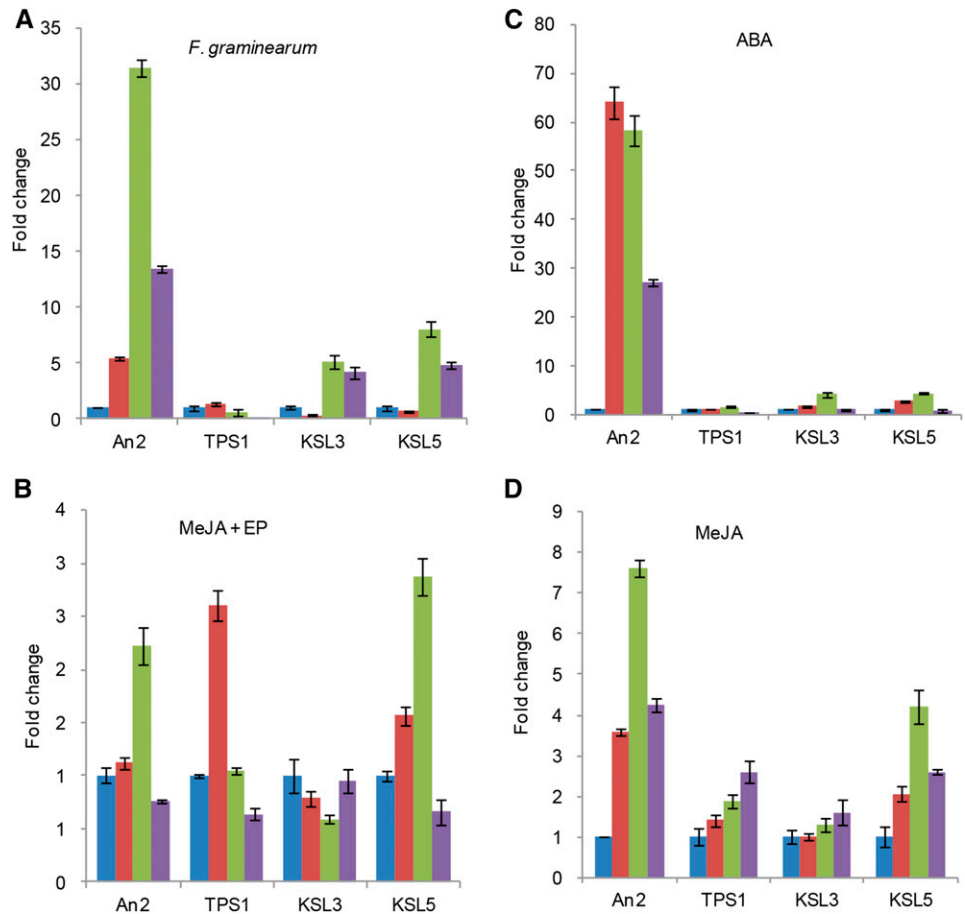 A
F. graminearum
Fold change
35
30
25
20
15
10
5
0
An2 TPS1 KSL3 KSL5
C
ABA
Fold change
80
70
60
50
40
30
20
10
0
An2 TPS1 KSL3 KSL5
B
MeJA + EP
Fold change
4
3
3
2
2
1
1
0
An2 TPS1 KSL3 KSL5
D
MeJA
Fold change
9
8
7
6
5
4
3
2
1
0
An2 TPS1 KSL3 KSL5